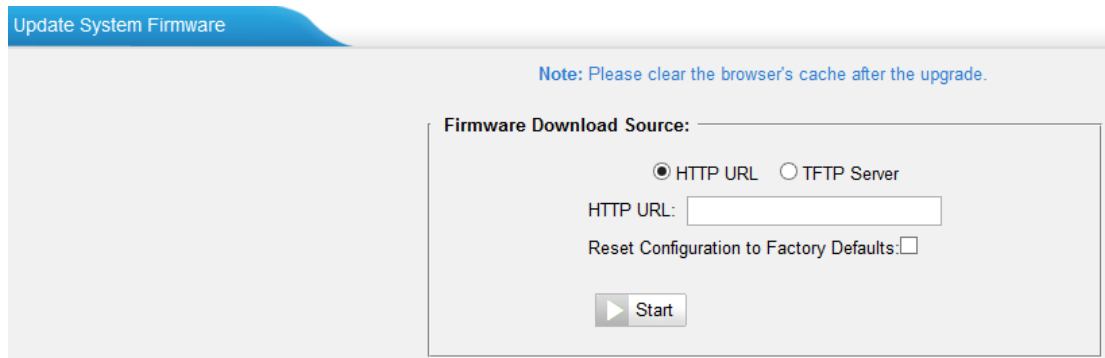 Update System Firmware
Note: Please clear the browser's cache after the upgrade.
Firmware Download Source:
HTTP URL TFTP Server
HTTP URL:
Reset Configuration to Factory Defaults:
Start